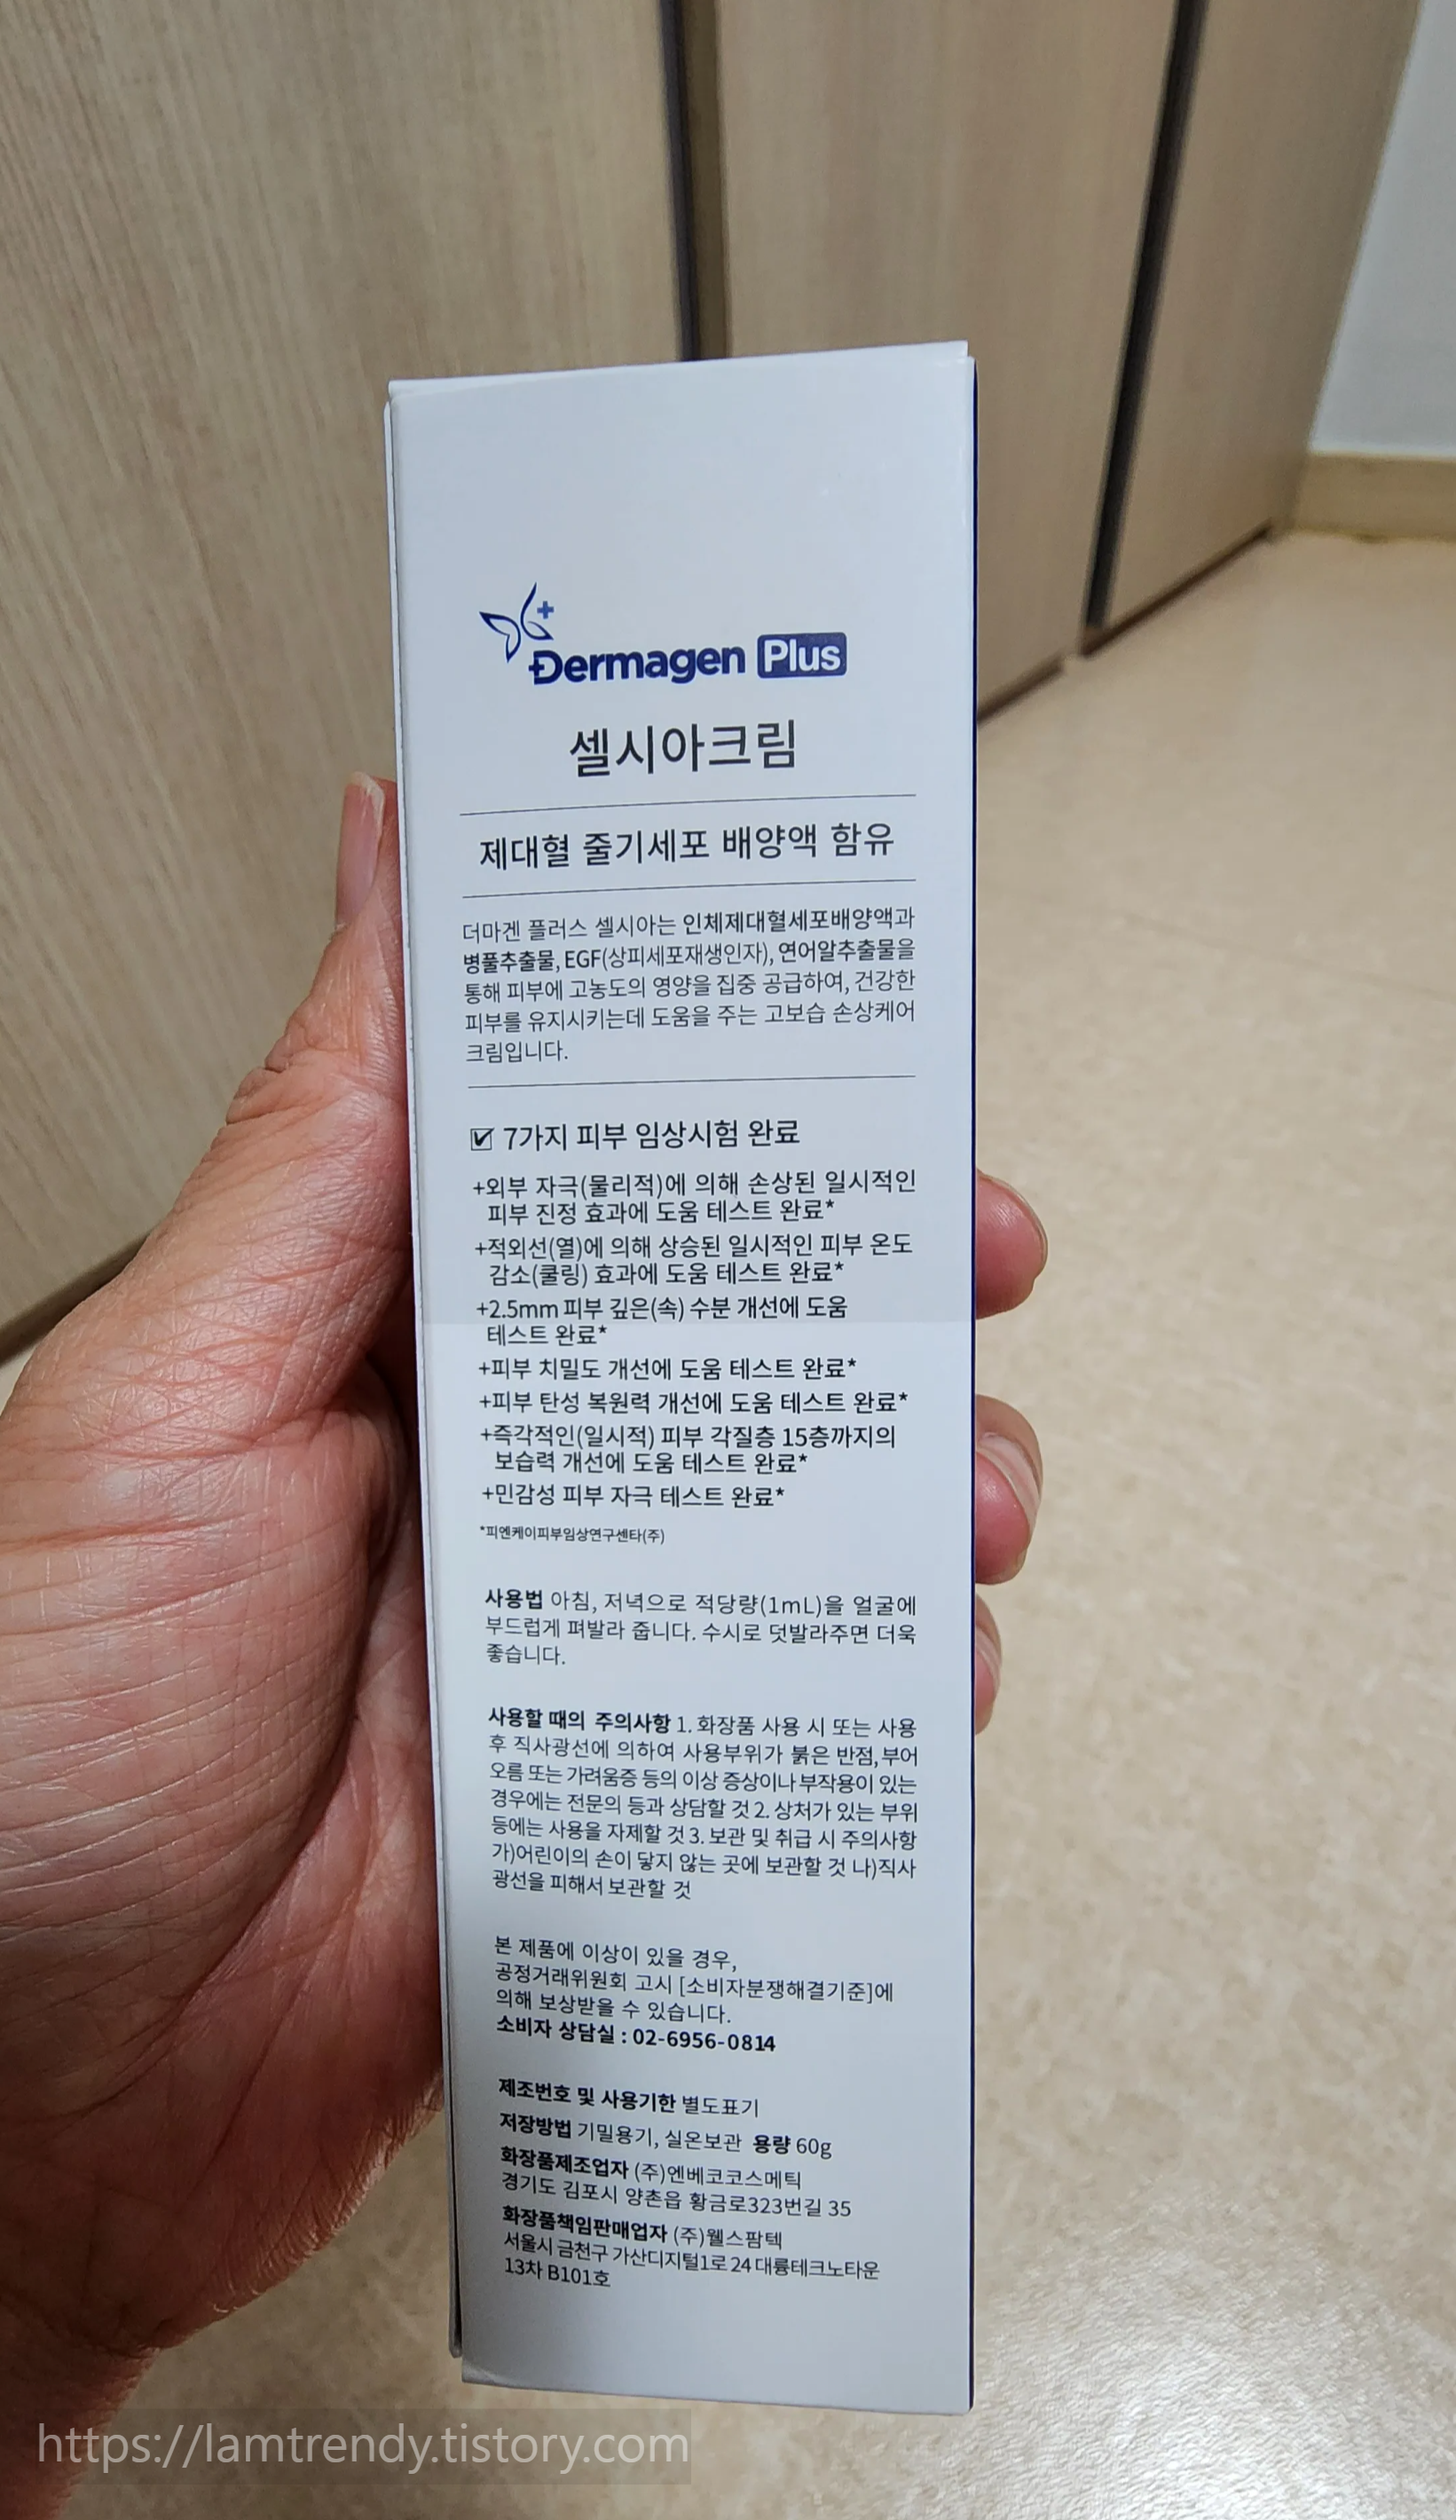 Dermagen Plus
셀시아크림
제대혈 줄기세포 배양액 함유
더마겐 플러스 셀시아는 인체제대혈세포배양액과
병풀추출물, EGF(상피세포재생인자), 연어알추출물을
통해 피부에 고농도의 영양을 집중 공급하여, 건강한
피부를 유지시키는데 도움을 주는 고보습 손상케어
크림입니다.
☑ 7가지 피부 임상시험 완료
+외부 자극(물리적)에 의해 손상된 일시적인
피부 진정 효과에 도움 테스트 완료*
+적외선(열)에 의해 상승된 일시적인 피부 온도
감소(쿨링) 효과에 도움 테스트 완료*
+2.5mm 피부 깊은(속) 수분 개선에 도움
테스트 완료*
+피부 치밀도 개선에 도움 테스트 완료*
+피부 탄성 복원력 개선에 도움 테스트 완료*
+즉각적인(일시적) 피부 각질층 15층까지의
보습력 개선에 도움 테스트 완료*
+민감성 피부 자극 테스트 완료*
*피엔케이피부임상연구센타(주)
사용법 아침, 저녁으로 적당량(1mL)을 얼굴에
부드럽게 펴발라 줍니다. 수시로 덧발라주면 더욱
좋습니다.
사용할 때의 주의사항 1. 화장품 사용 시 또는 사용
후 직사광선에 의하여 사용부위가 붉은 반점, 부어
오름 또는 가려움증 등의 이상 증상이나 부작용이 있는
경우에는 전문의 등과 상담할 것 2. 상처가 있는 부위
등에는 사용을 자제할 것 3. 보관 및 취급 시 주의사항
가)어린이의 손이 닿지 않는 곳에 보관할 것 나)직사
광선을 피해서 보관할 것
본 제품에 이상이 있을 경우,
공정거래위원회 고시 [소비자분쟁해결기준]에
의해 보상받을 수 있습니다.
소비자 상담실 : 02-6956-0814
제조번호 및 사용기한 별도표기
저장방법 기밀용기, 실온보관 용량 60g
화장품제조업자 (주)엔베코코스메틱
경기도 김포시 양촌읍 황금로323번길 35
화장품책임판매업자 (주)웰스팜텍
서울시 금천구 가산디지털1로 24 대륭테크노타운
13차 B101호
https://lamtrendy.tistory.com